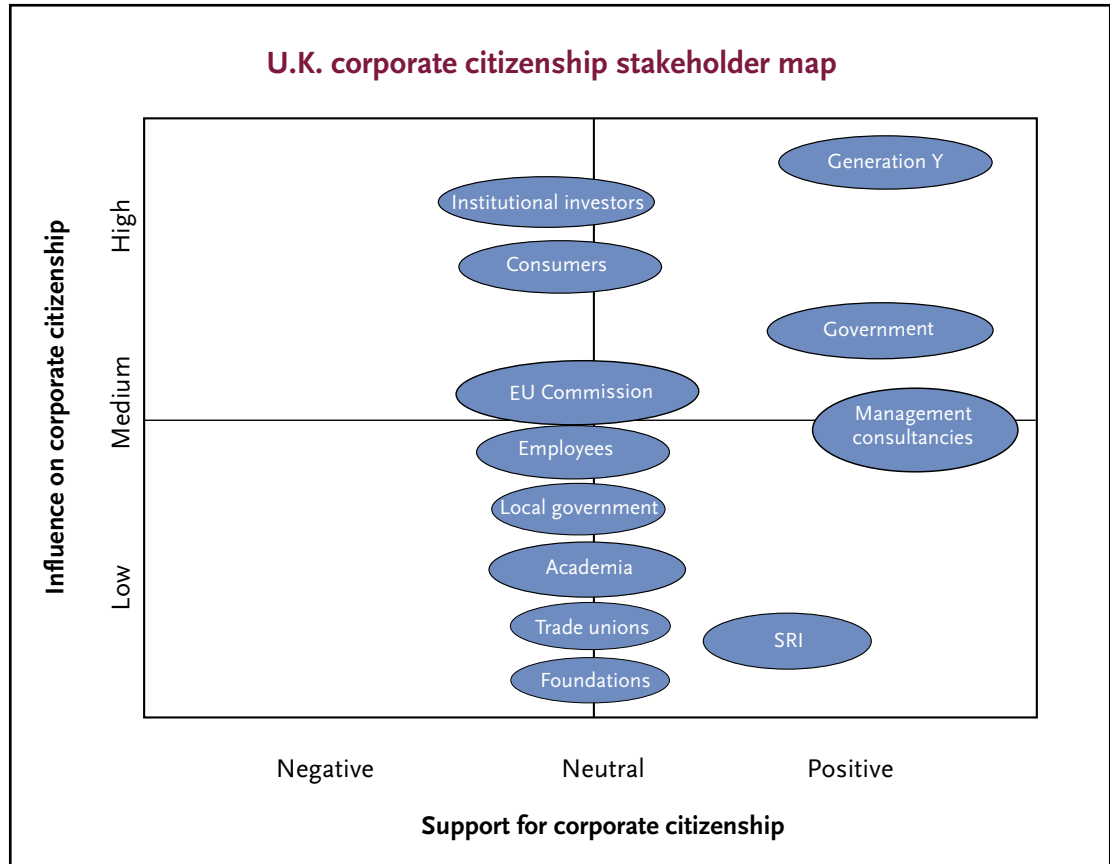 U.K. corporate citizenship stakeholder map
Generation Y
Institutional investors
Consumers
Government
EU Commission
Management
consultancies
Employees
Local government
Academia
Trade unions
SRI
Foundations
High
Medium
Low
Influence on corporate citizenship
Negative
Neutral
Positive
Support for corporate citizenship